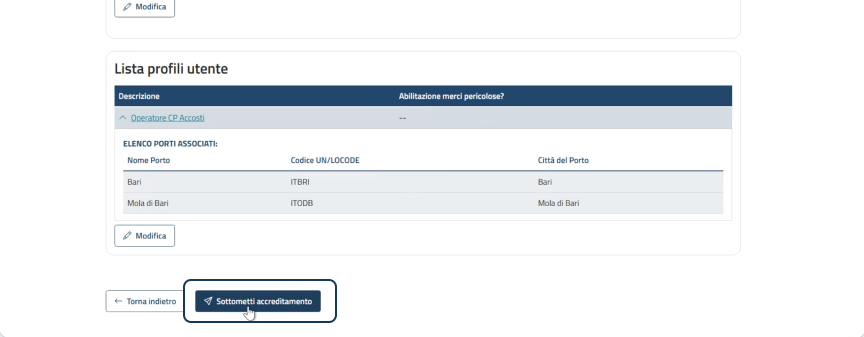 Modifica
Lista profili utente
Descrizione Abilitazione merci pericolose?
Operatore CP Accosti --
ELENCO PORTI ASSOCIATI:
Nome Porto Codice UN/LOCODE Città del Porto
Bari ITBRI Bari
Mola di Bari ITODB Mola di Bari
Modifica
Torna indietro Sottometti accreditamento